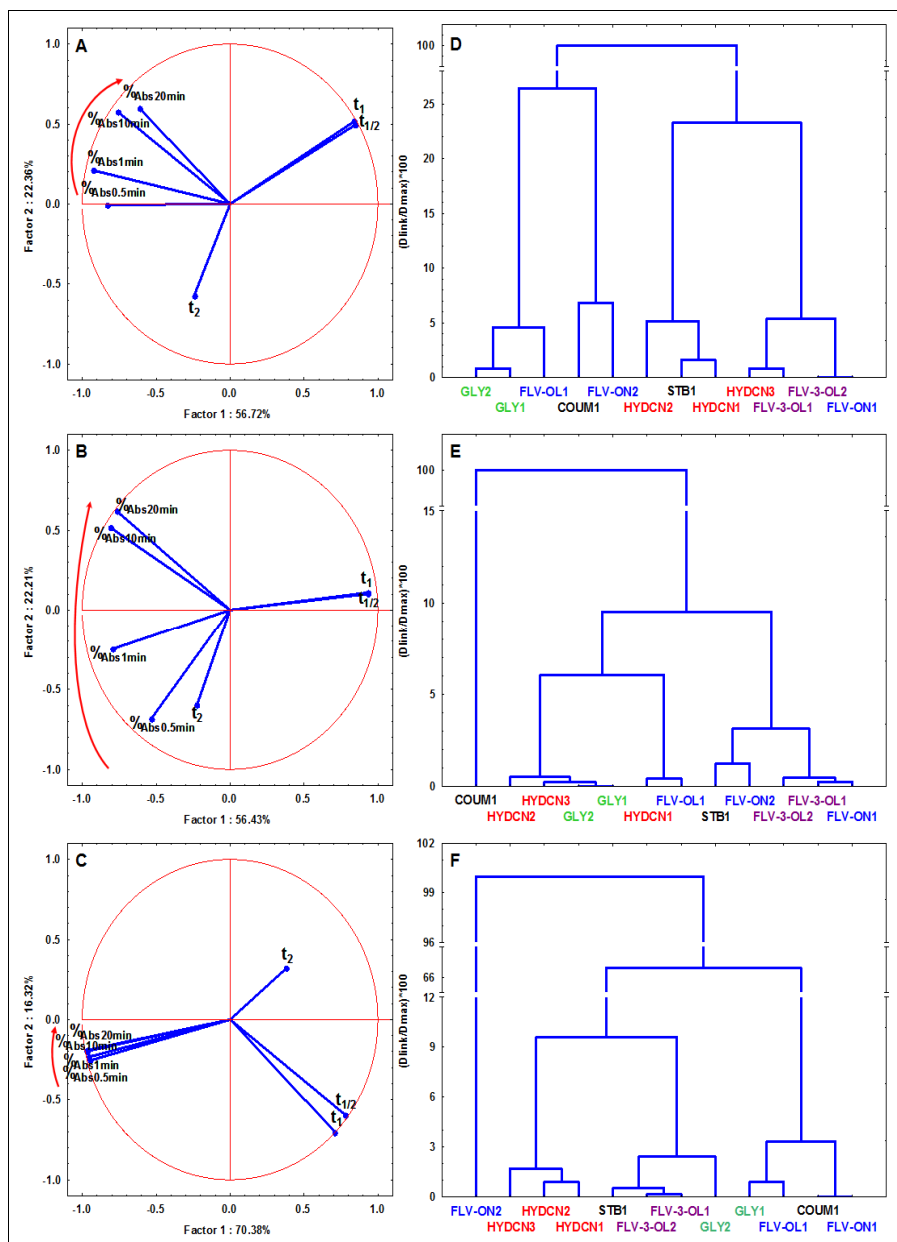 A
1.0
0.5
0.0
-0.5
-1.0
Factor 2 : 22.36%
%Abs20min
%Abs10min
%Abs1min
%Abs0.5min
t1
t1/2
t2
-1.0 -0.5 0.0 0.5 1.0
Factor 1 : 56.72%
D
100
25
20
15
10
5
0
(Dlink/Dmax)*100
GLY2 FLV-OL1 FLV-ON2 STB1 HYDCN3 FLV-3-OL2
GLY1 COUM1 HYDCN2 HYDCN1 FLV-3-OL1 FLV-ON1
B
1.0
0.5
0.0
-0.5
-1.0
Factor 2 : 22.21%
%Abs20min
%Abs10min
%Abs1min
%Abs0.5min
t1
t1/2
t2
-1.0 -0.5 0.0 0.5 1.0
Factor 1 : 56.43%
E
100
15
10
5
0
(Dlink/Dmax)*100
COUM1 HYDCN3 GLY1 FLV-OL1 FLV-ON2 FLV-3-OL1
HYDCN2 GLY2 HYDCN1 STB1 FLV-3-OL2 FLV-ON1
C
1.0
0.5
0.0
-0.5
-1.0
Factor 2 : 16.32%
%Abs20min
%Abs10min
%Abs1min
%Abs0.5min
t2
t1/2
t1
-1.0 -0.5 0.0 0.5 1.0
Factor 1 : 70.38%
F
102
99
96
66
12
9
6
3
0
(Dlink/Dmax)*100
FLV-ON2 HYDCN2 STB1 FLV-3-OL1 GLY1 COUM1
HYDCN3 HYDCN1 FLV-3-OL2 GLY2 FLV-OL1 FLV-ON1